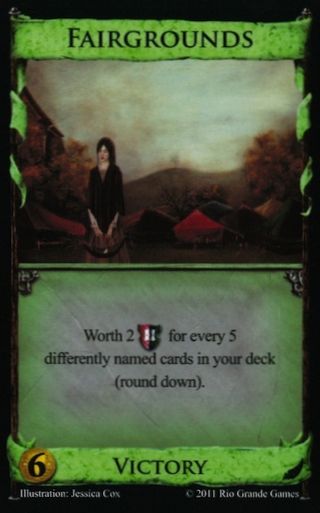 FAIRGROUNDS
Worth 2 for every 5
differently named cards in your deck
(round down).
6
VICTORY
Illustration: Jessica Cox © 2011 Rio Grande Games